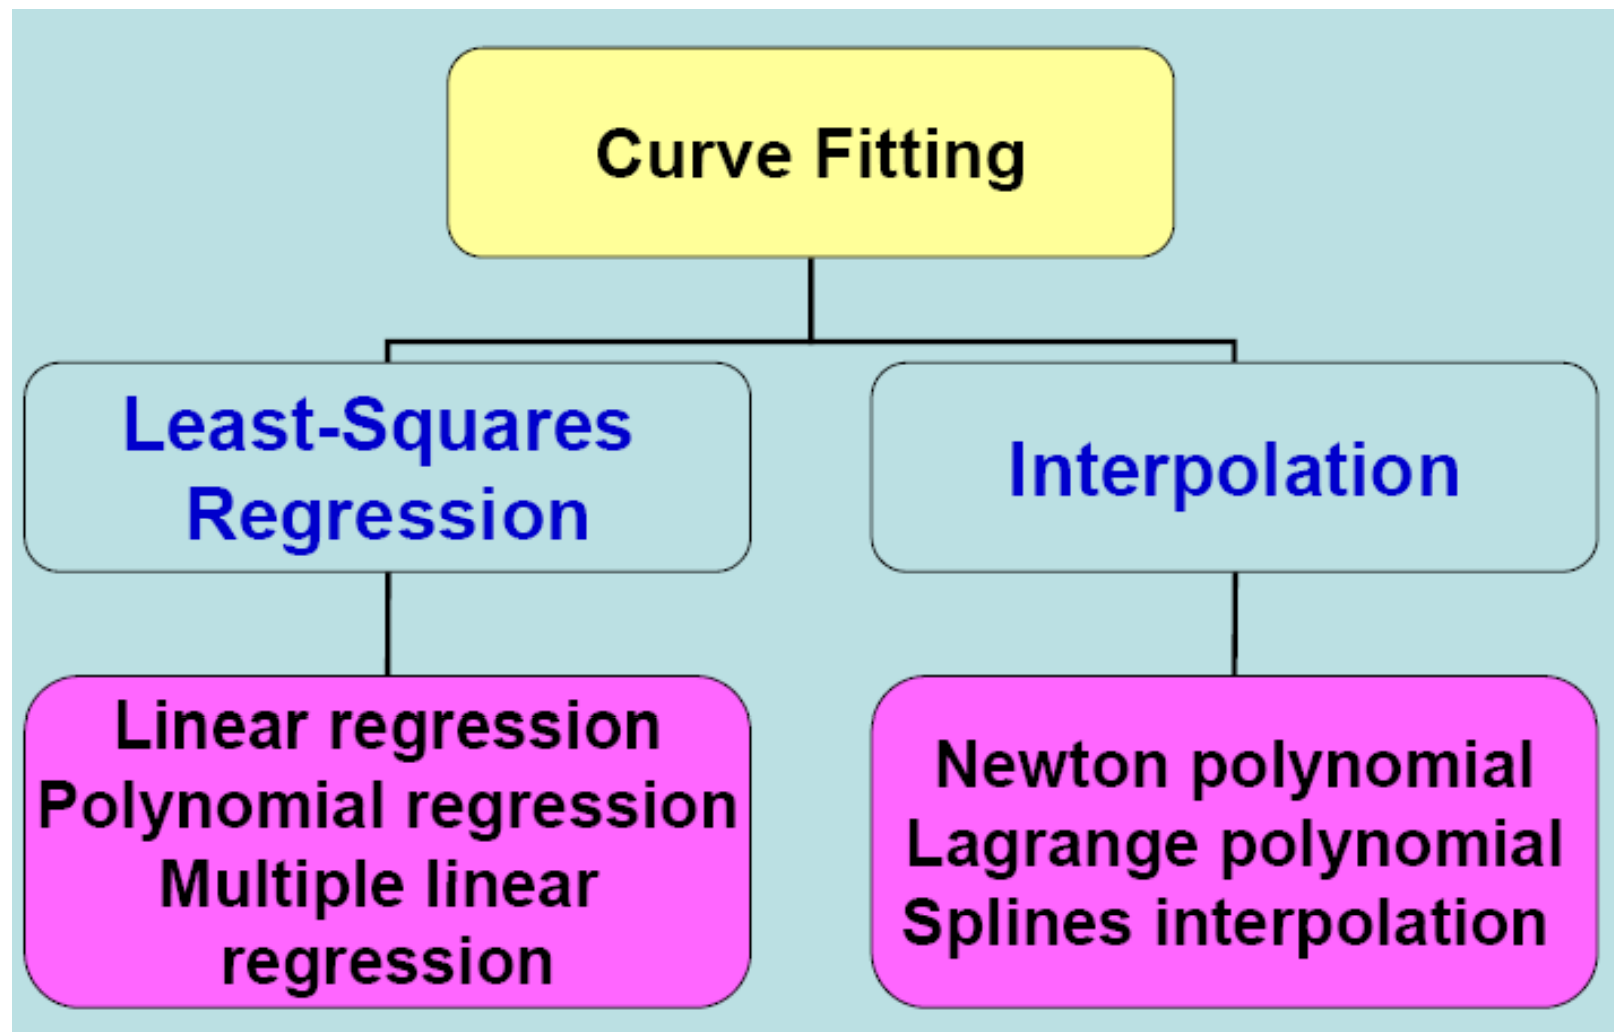 Curve Fitting
Least-Squares
Regression
Interpolation
Linear regression
Polynomial regression
Multiple linear
regression
Newton polynomial
Lagrange polynomial
Splines interpolation